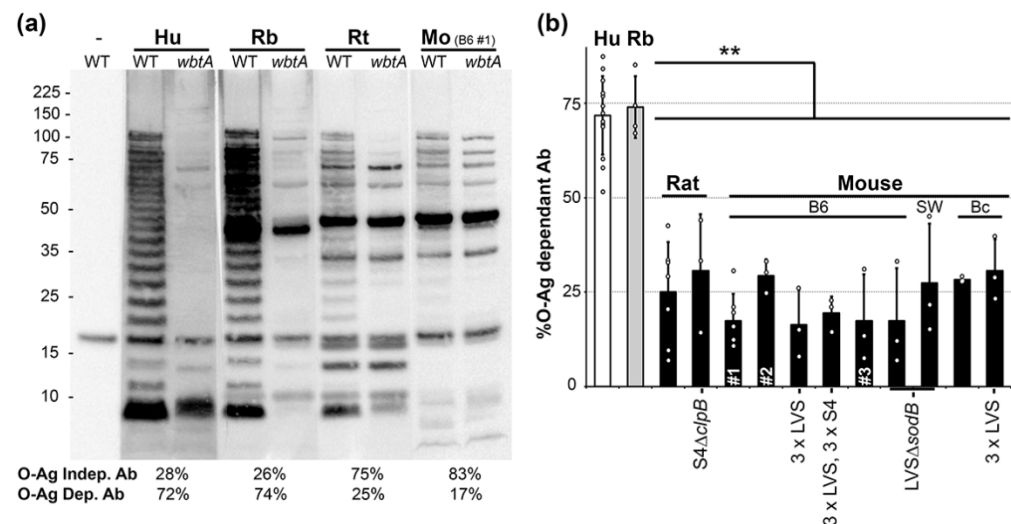 (a)
- Hu Rb Rt Mo (B6 #1)
WT WT wbtA WT wbtA WT wbtA WT wbtA
225 -
150 -
100 -
75 -
50 -
35 -
25 -
15 -
10 -
O-Ag Indep. Ab 28% 26% 75% 83%
O-Ag Dep. Ab 72% 74% 25% 17%
(b)
Hu Rb
**
%O-Ag dependant Ab
75
50
25
0
Rat Mouse
B6 SW Bc
#1 #2 #3
S4ΔclpB
3 x LVS
3 x LVS, 3 x S4
LVSΔsodB
3 x LVS